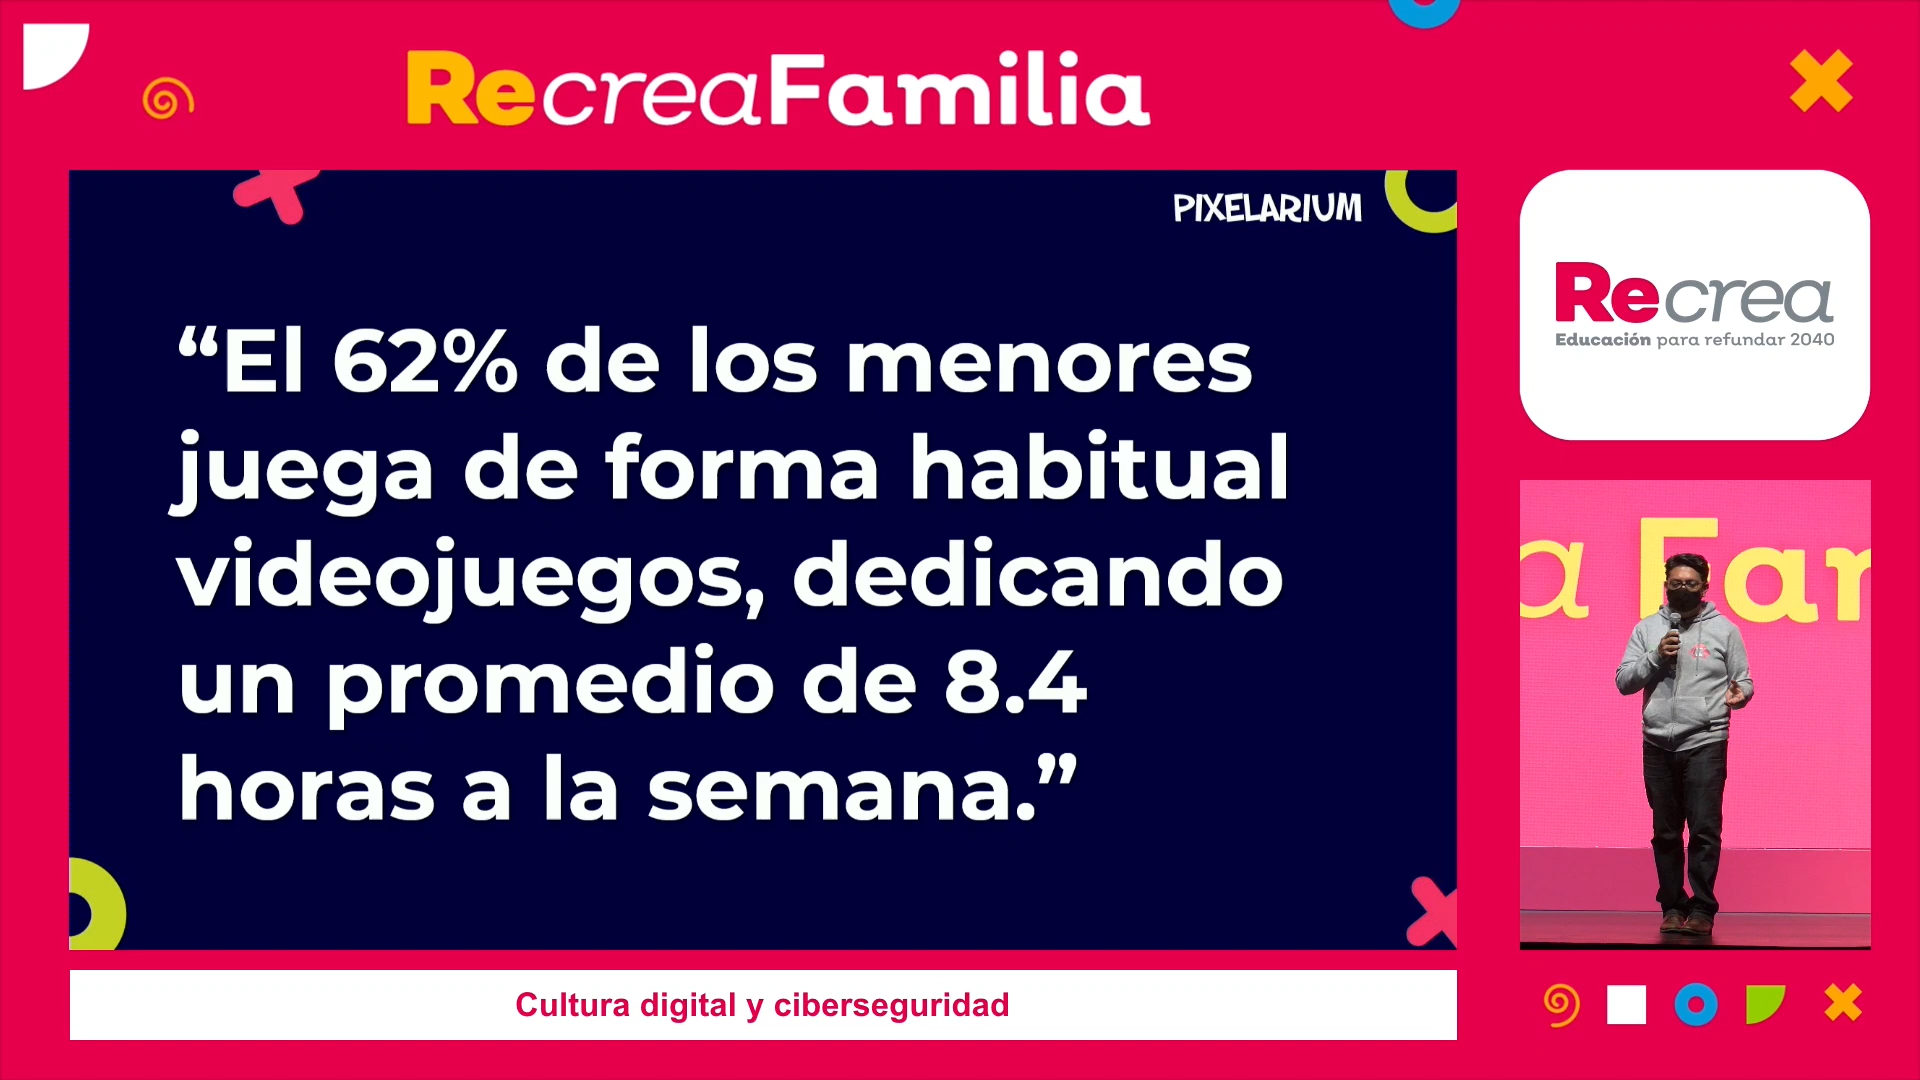 RecreaFamilia
PIXELARIUM
“El 62% de los menores
juega de forma habitual
videojuegos, dedicando
un promedio de 8.4
horas a la semana.”
Recrea
Educación para refundar 2040
a Fam
Cultura digital y ciberseguridad